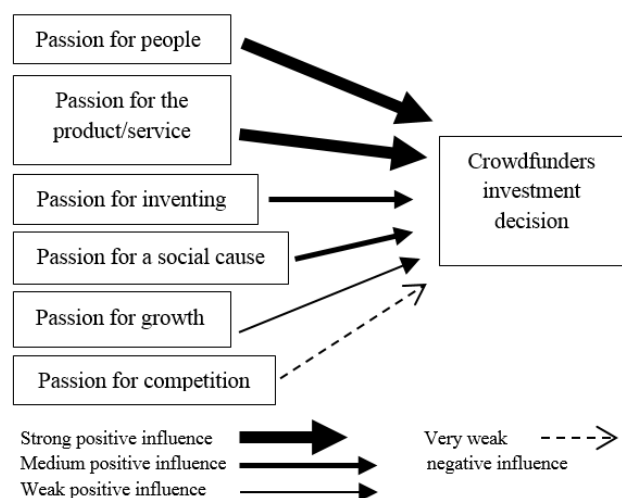 Passion for people
Passion for the
product/service
Crowdfunders
investment
decision
Passion for inventing
Passion for a social cause
Passion for growth
Passion for competition
Strong positive influence
Medium positive influence
Weak positive influence
Very weak
negative influence